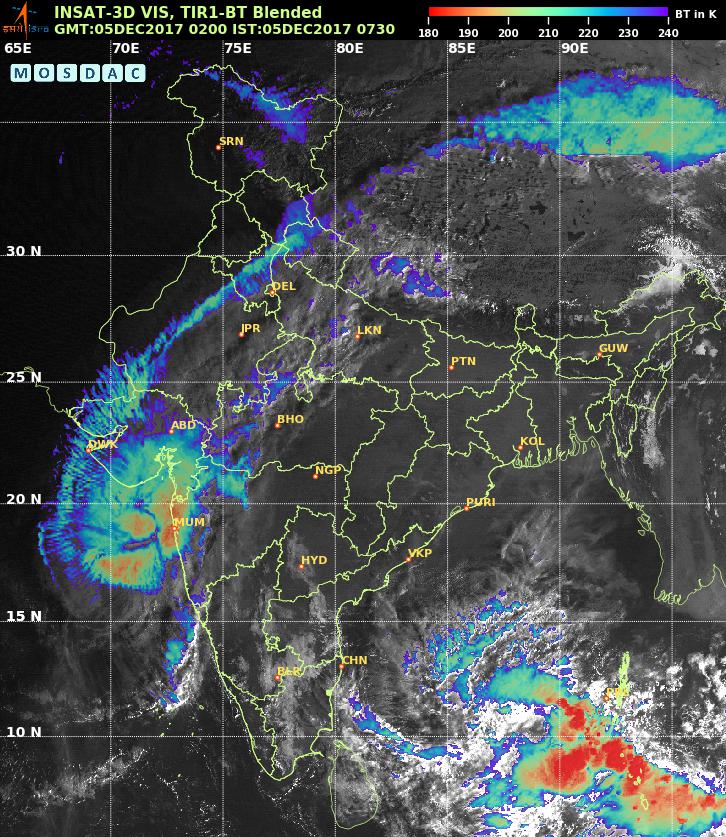 INSAT-3D VIS, TIR1-BT Blended
GMT:05DEC2017 0200 IST:05DEC2017 0730
BT in K
180 190 200 210 220 230 240
65E 70E 75E 80E 85E 90E
MOSDAC
SRN
30 N
DEL
JPR LKN
GUW
PTN
25 N
ABD BHO
DWK KOL
NGP
20 N
PURI
MUM
VKP
HYD
15 N
CHN
BLR
10 N